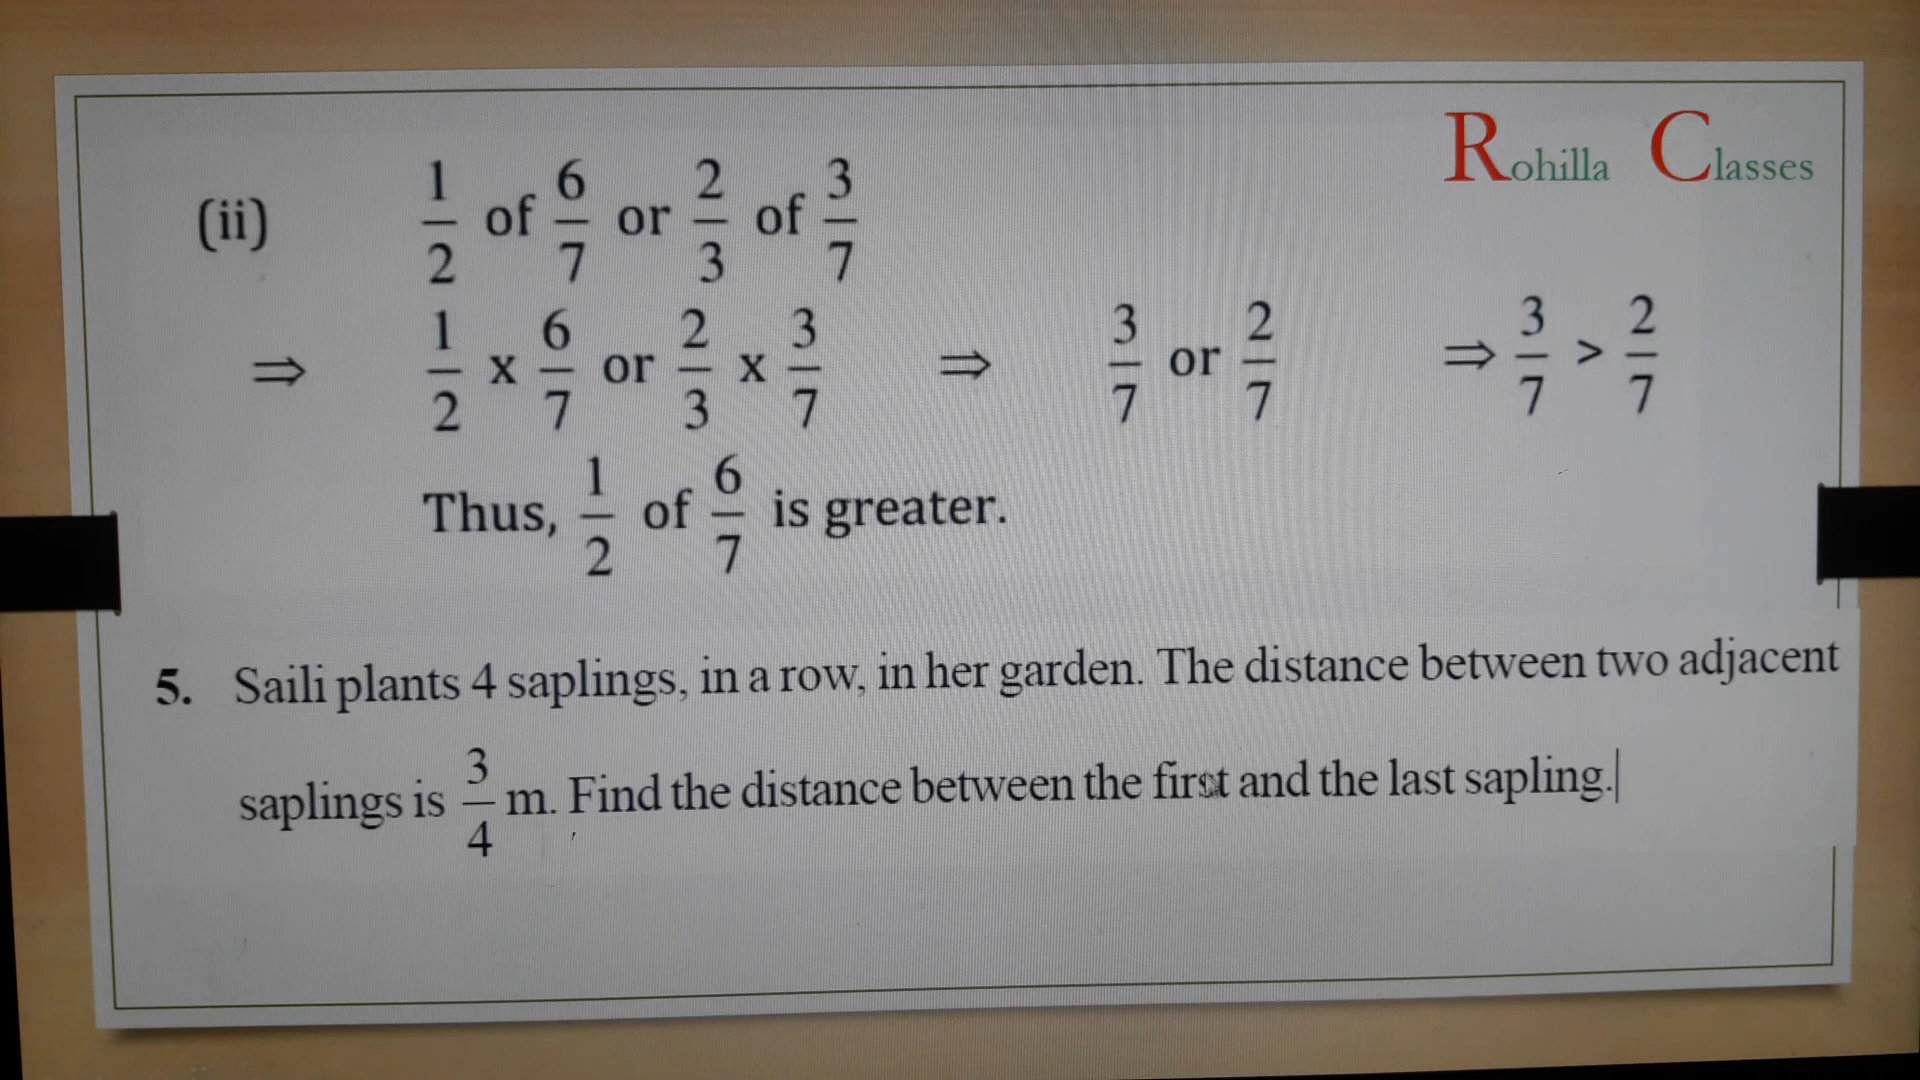 Rohilla Classes
(ii) 1/2 of 6/7 or 2/3 of 3/7
⇒ 1/2 x 6/7 or 2/3 x 3/7 ⇒ 3/7 or 2/7 ⇒ 3/7 > 2/7
Thus, 1/2 of 6/7 is greater.
5. Saili plants 4 saplings, in a row, in her garden. The distance between two adjacent
saplings is 3/4 m. Find the distance between the first and the last sapling.